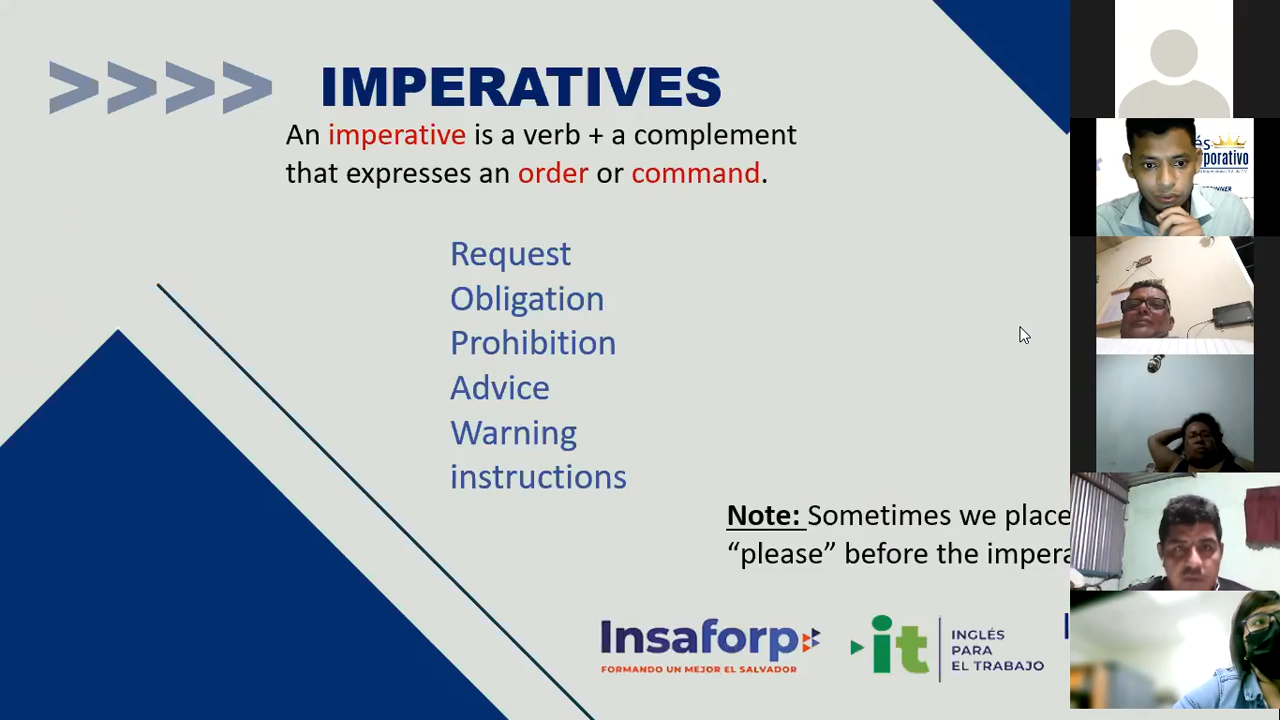 >>>> IMPERATIVES
An imperative is a verb + a complement
that expresses an order or command.
Request
Obligation
Prohibition
Advice
Warning
instructions
Note: Sometimes we place
“please” before the
Insaforp
FORMANDO UN MEJOR EL SALVADOR
it
INGLÉS
PARA
EL TRABAJO